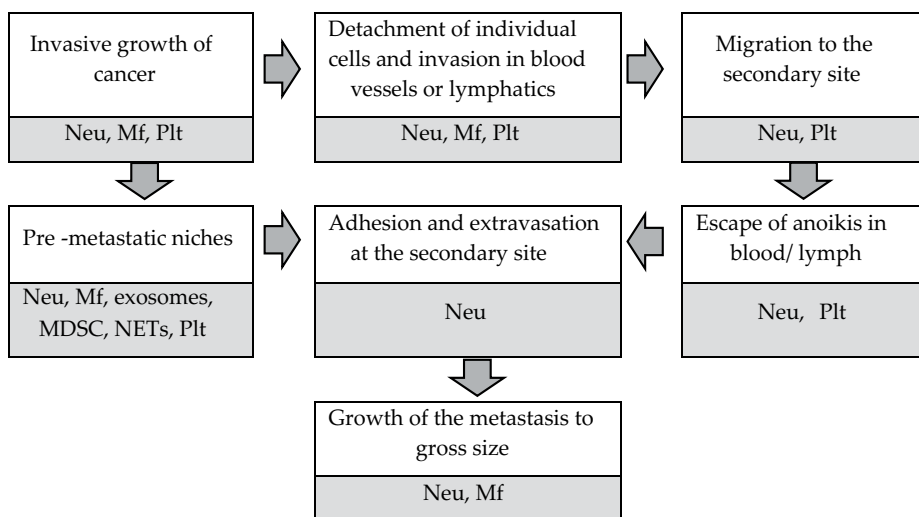 Invasive growth of
cancer
Neu, Mf, Plt
Detachment of individual
cells and invasion in blood
vessels or lymphatics
Neu, Mf, Plt
Migration to the
secondary site
Neu, Plt
Pre -metastatic niches
Neu, Mf, exosomes,
MDSC, NETs, Plt
Adhesion and extravasation
at the secondary site
Neu
Escape of anoikis in
blood/ lymph
Neu, Plt
Growth of the metastasis to
gross size
Neu, Mf